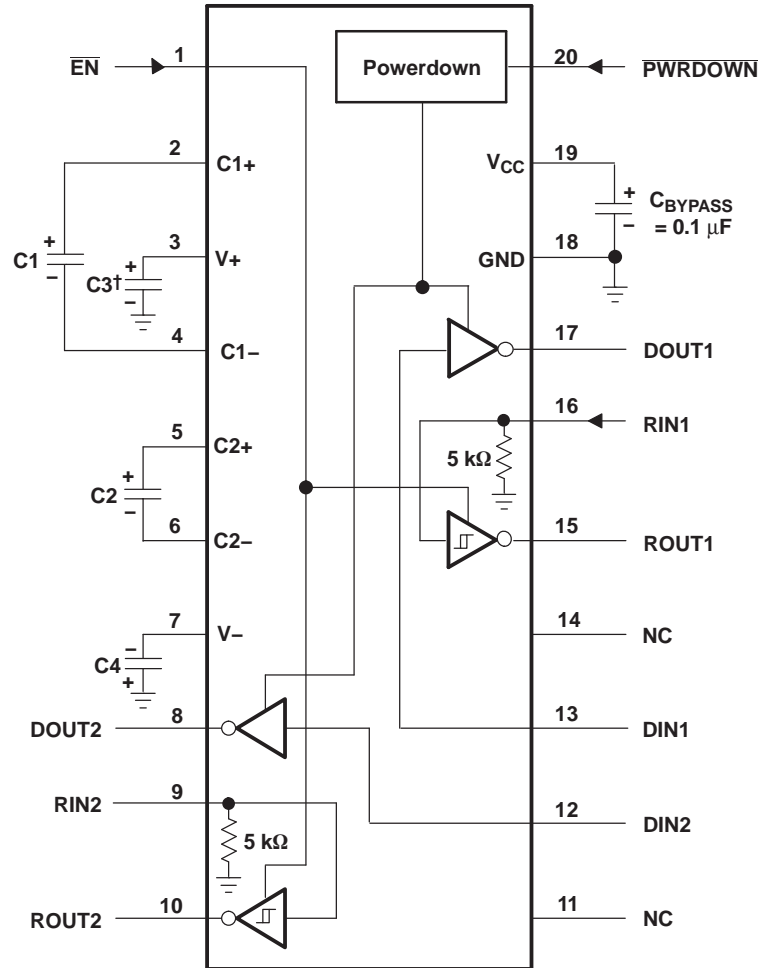 EN
1
Powerdown
20
PWRDOWN
2
C1+
VCC
19
+
CBYPASS
= 0.1 μF
–
+
C1
–
3
V+
+
C3†
–
GND
18
4
C1–
17
DOUT1
16
RIN1
5
C2+
5 kΩ
+
C2
–
6
C2–
15
ROUT1
7
V–
14
NC
–
C4
+
DOUT2
8
13
DIN1
RIN2
9
12
DIN2
5 kΩ
ROUT2
10
11
NC